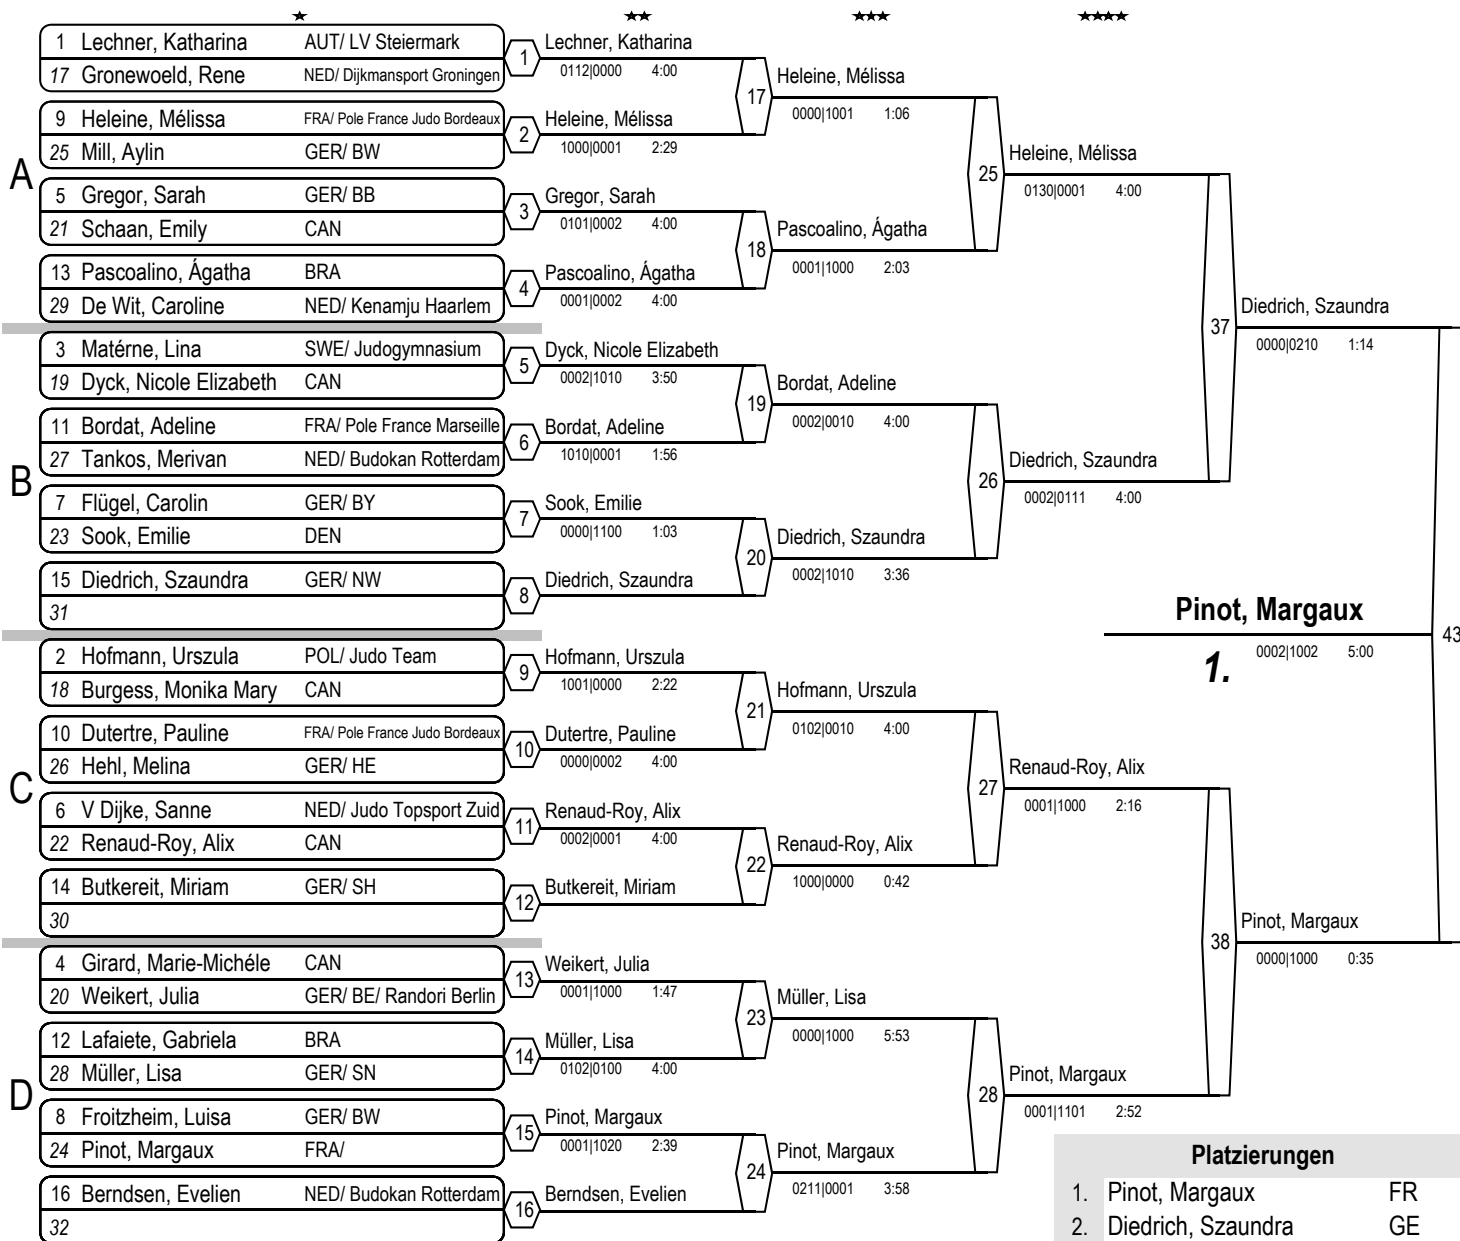 A
1 Lechner, Katharina AUT/ LV Steiermark
17 Gronewoeld, Rene NED/ Dijkmansport Groningen
9 Heleine, Mélissa FRA/ Pole France Judo Bordeaux
25 Mill, Aylin GER/ BW
5 Gregor, Sarah GER/ BB
21 Schaan, Emily CAN
13 Pascoalino, Ágatha BRA
29 De Wit, Caroline NED/ Kenamju Haarlem
B
3 Matérne, Lina SWE/ Judogymnasium
19 Dyck, Nicole Elizabeth CAN
11 Bordat, Adeline FRA/ Pole France Marseille
27 Tankos, Merivan NED/ Budokan Rotterdam
7 Flügel, Carolin GER/ BY
23 Sook, Emilie DEN
15 Diedrich, Szaundra GER/ NW
31
C
2 Hofmann, Urszula POL/ Judo Team
18 Burgess, Monika Mary CAN
10 Dutertre, Pauline FRA/ Pole France Judo Bordeaux
26 Hehl, Melina GER/ HE
6 V Dijke, Sanne NED/ Judo Topsport Zuid
22 Renaud-Roy, Alix CAN
14 Butkereit, Miriam GER/ SH
30
D
4 Girard, Marie-Michéle CAN
20 Weikert, Julia GER/ BE/ Randori Berlin
12 Lafaiete, Gabriela BRA
28 Müller, Lisa GER/ SN
8 Froitzheim, Luisa GER/ BW
24 Pinot, Margaux FRA/
16 Berndsen, Evelien NED/ Budokan Rotterdam
32
1 Lechner, Katharina
0112|0000 4:00
2 Heleine, Mélissa
1000|0001 2:29
3 Gregor, Sarah
0101|0002 4:00
4 Pascoalino, Ágatha
0001|0002 4:00
5 Dyck, Nicole Elizabeth
0002|1010 3:50
6 Bordat, Adeline
1010|0001 1:56
7 Sook, Emilie
0000|1100 1:03
8 Diedrich, Szaundra
9 Hofmann, Urszula
1001|0000 2:22
10 Dutertre, Pauline
0000|0002 4:00
11 Renaud-Roy, Alix
0002|0001 4:00
12 Butkereit, Miriam
13 Weikert, Julia
0001|1000 1:47
14 Müller, Lisa
0102|0100 4:00
15 Pinot, Margaux
0001|1020 2:39
16 Berndsen, Evelien
17 Heleine, Mélissa
0000|1001 1:06
18 Pascoalino, Ágatha
0001|1000 2:03
19 Bordat, Adeline
0002|0010 4:00
20 Diedrich, Szaundra
0002|1010 3:36
21 Hofmann, Urszula
0102|0010 4:00
22 Renaud-Roy, Alix
1000|0000 0:42
23 Müller, Lisa
0000|1000 5:53
24 Pinot, Margaux
0211|0001 3:58
25 Heleine, Mélissa
0130|0001 4:00
26 Diedrich, Szaundra
0002|0111 4:00
27 Renaud-Roy, Alix
0001|1000 2:16
28 Pinot, Margaux
0001|1101 2:52
37 Diedrich, Szaundra
0000|0210 1:14
38 Pinot, Margaux
0000|1000 0:35
Pinot, Margaux 43
1. 0002|1002 5:00
Platzierungen
1. Pinot, Margaux FR
2. Diedrich, Szaundra GE